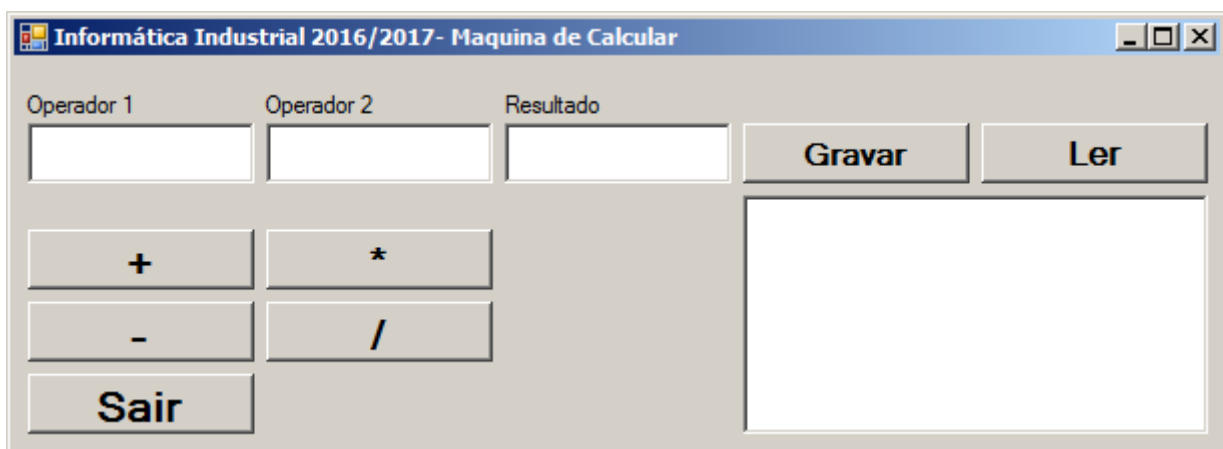 Informática Industrial 2016/2017- Maquina de Calcular
Operador 1 Operador 2 Resultado
Gravar Ler
+ *
- /
Sair